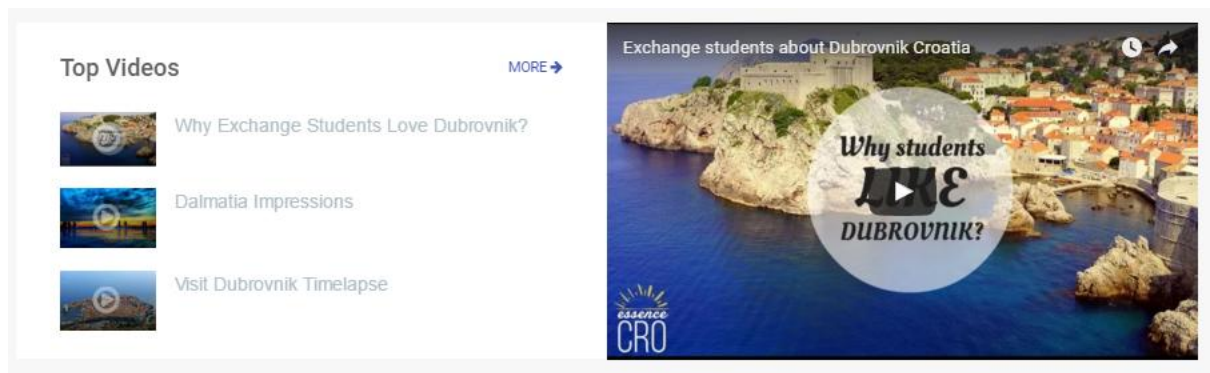 Top Videos
MORE
Why Exchange Students Love Dubrovnik?
Dalmatia Impressions
Visit Dubrovnik Timelapse
Exchange students about Dubrovnik Croatia
Why students
LIKE
DUBROVNIK?
essence
CRO